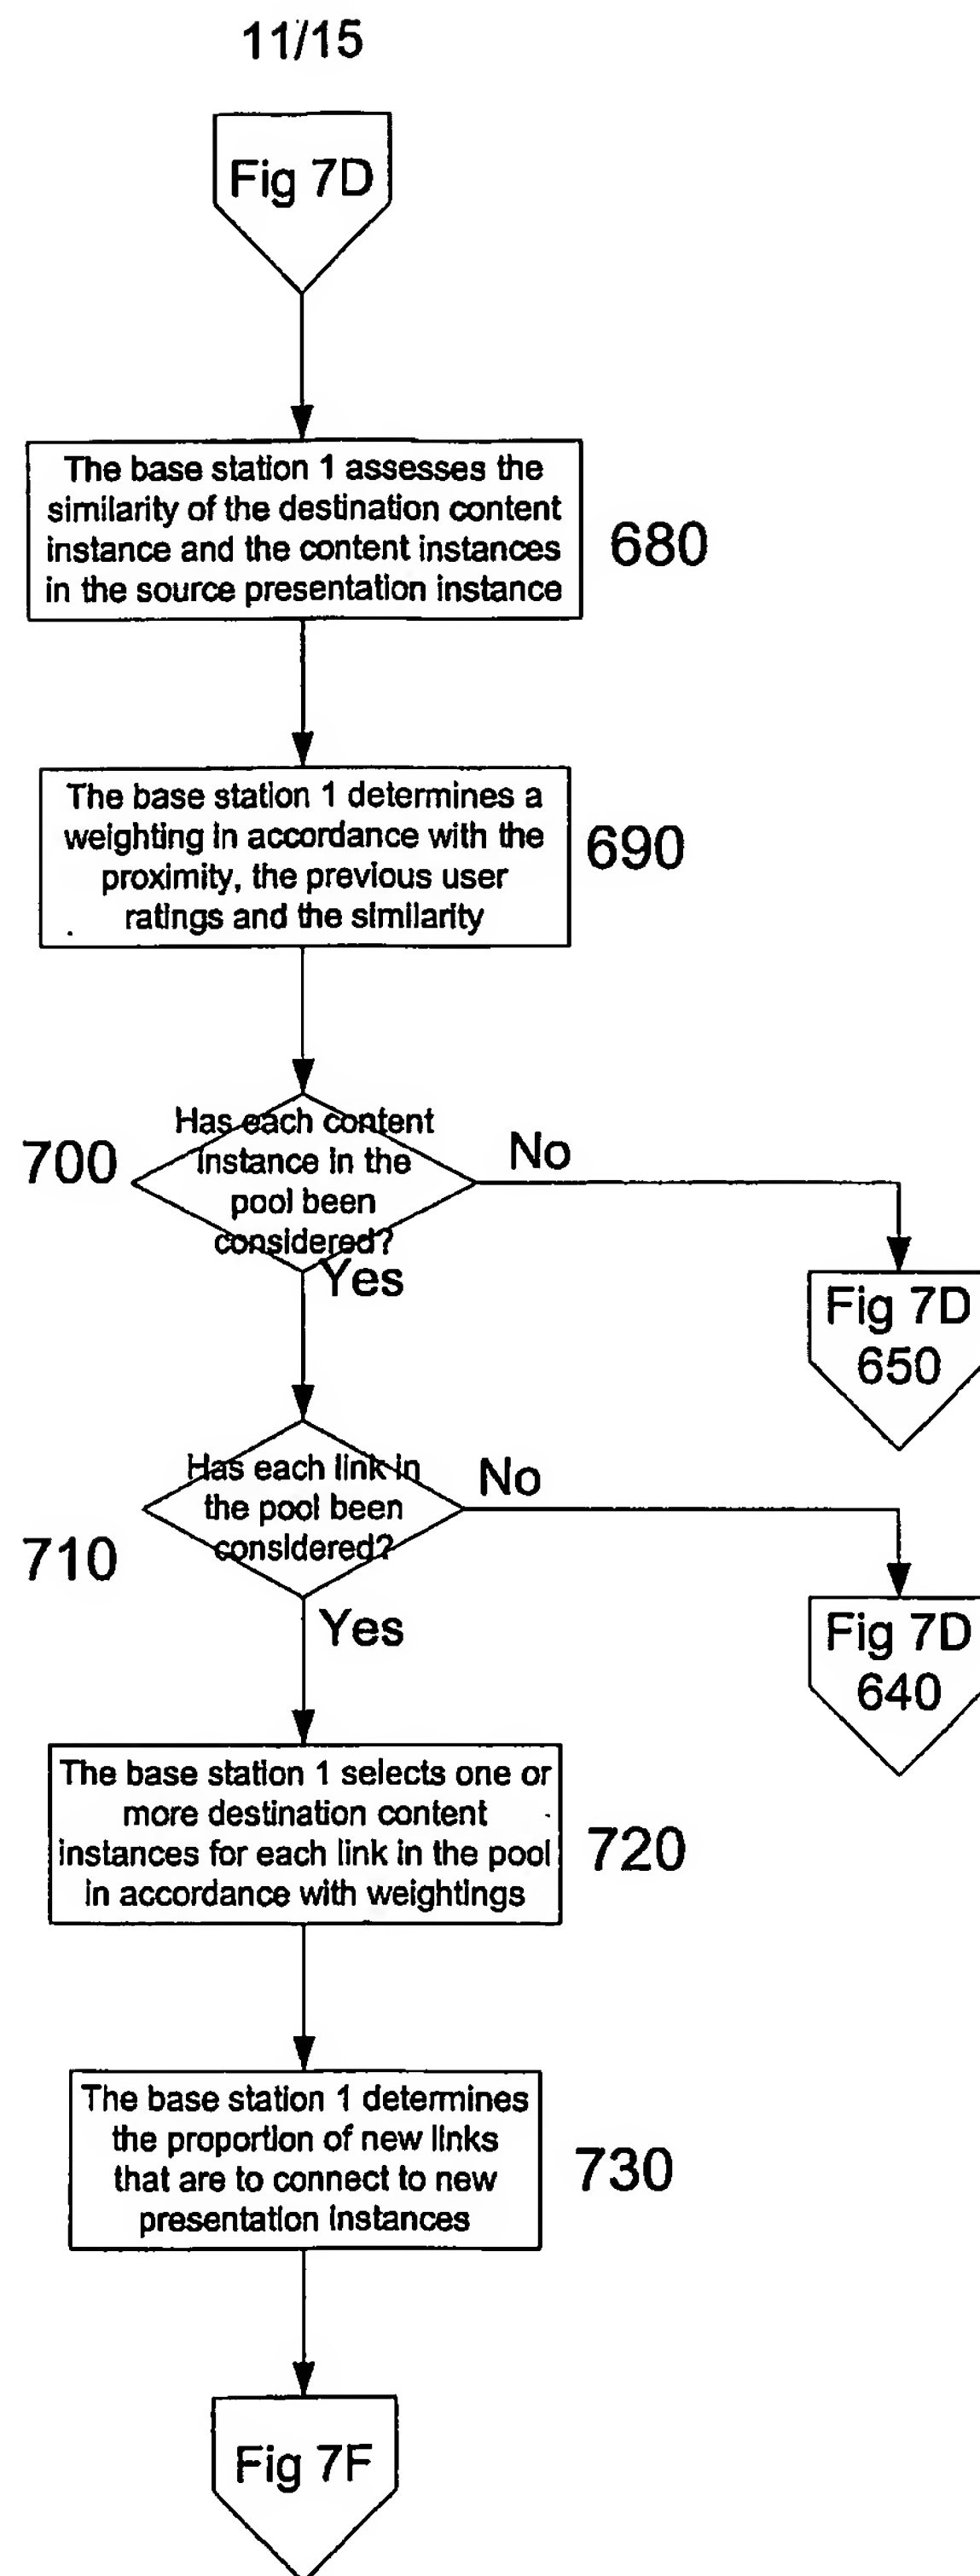 11/15
Fig 7D
The base station 1 assesses the
similarity of the destination content
instance and the content instances
in the source presentation instance
680
The base station 1 determines a
weighting in accordance with the
proximity, the previous user
ratings and the similarity
690
700
Has each content
instance in the
pool been
considered?
No
Yes
Fig 7D
650
Has each link in
the pool been
considered?
No
710
Yes
Fig 7D
640
The base station 1 selects one or
more destination content
instances for each link in the pool
in accordance with weightings
720
The base station 1 determines
the proportion of new links
that are to connect to new
presentation instances
730
Fig 7F